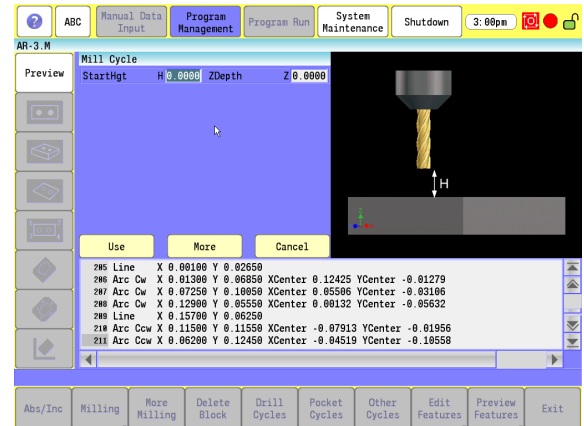 ?
ABC
Manual Data Input
Program Management
Program Run
System Maintenance
Shutdown
3:00pm
AR-3.M
Preview
Mill Cycle
StartHgt H 0.0000 ZDepth Z 0.0000
H
Use
More
Cancel
205 Line X 0.00100 Y 0.02650
206 Arc Cw X 0.01300 Y 0.06850 XCenter 0.12425 YCenter -0.01279
207 Arc Cw X 0.07250 Y 0.10050 XCenter 0.05506 YCenter -0.03106
208 Arc Cw X 0.12900 Y 0.05550 XCenter 0.00132 YCenter -0.05632
209 Line X 0.15700 Y 0.06250
210 Arc Ccw X 0.11500 Y 0.11550 XCenter -0.07913 YCenter -0.01956
211 Arc Ccw X 0.06200 Y 0.12450 XCenter -0.04519 YCenter -0.10558
Abs/Inc
Milling
More Milling
Delete Block
Drill Cycles
Pocket Cycles
Other Cycles
Edit Features
Preview Features
Exit